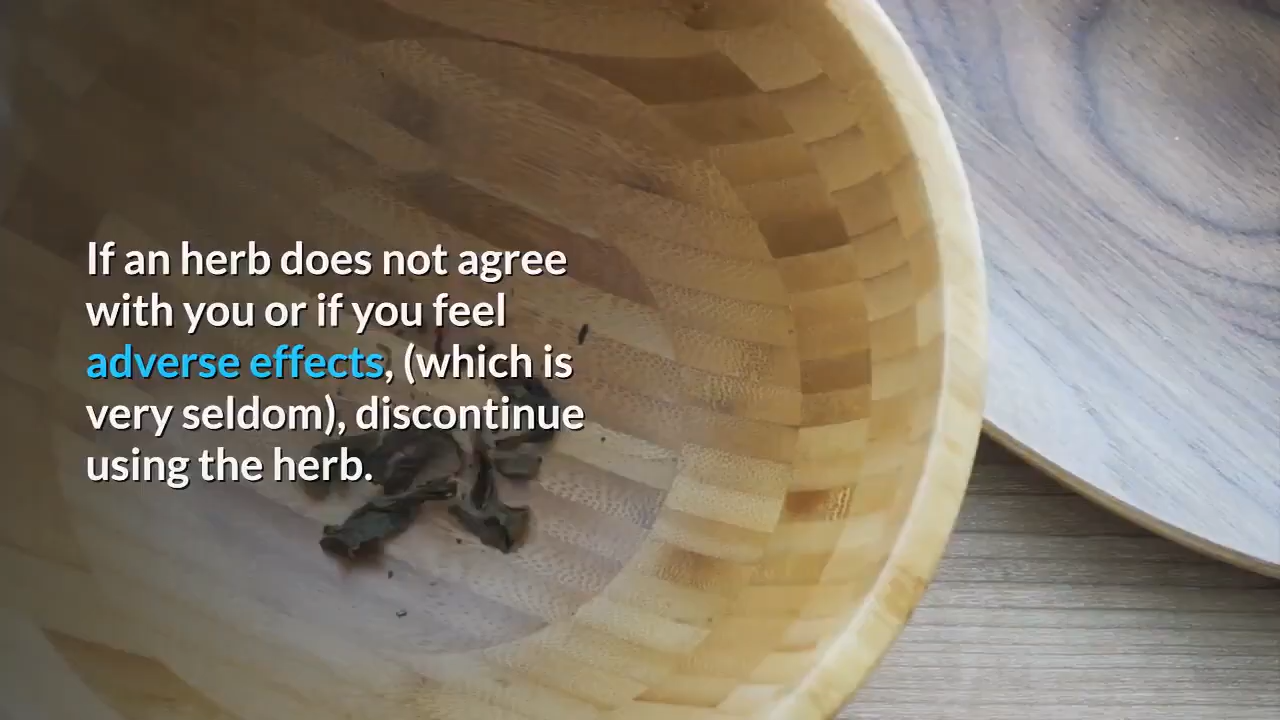 If an herb does not agree
with you or if you feel
adverse effects, (which is
very seldom), discontinue
using the herb.